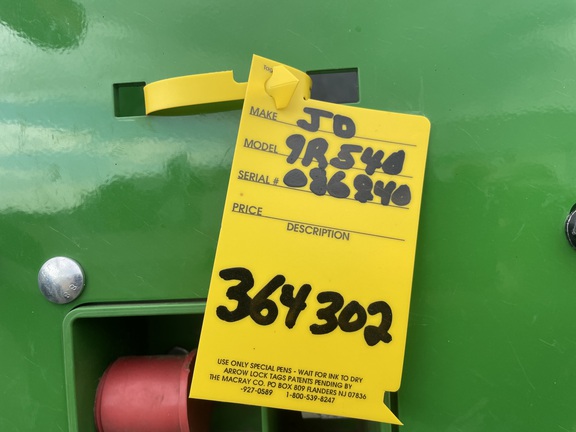 MAKE JD
MODEL 9R540
SERIAL # 086840
PRICE
DESCRIPTION
364302
USE ONLY SPECIAL PENS - WAIT FOR INK TO DRY
ARROW LOCK TAGS PATENTS PENDING BY
THE MACRAY CO. PO BOX 809 FLANDERS NJ 07836
-927-0589 1-800-539-8247